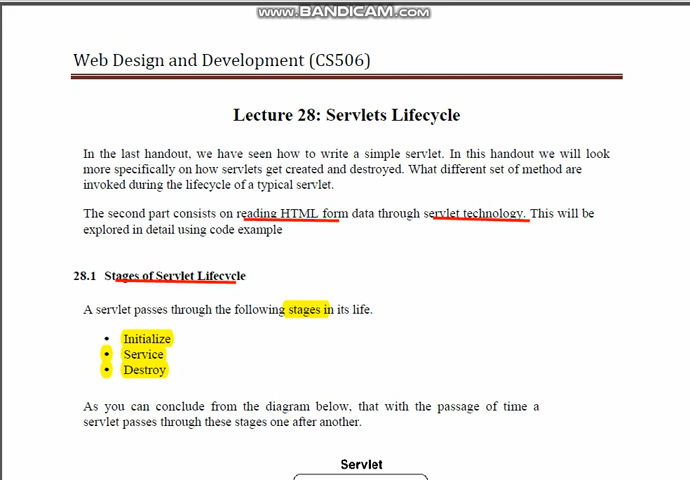 www.BANDICAM.com
Web Design and Development (CS506)
Lecture 28: Servlets Lifecycle
In the last handout, we have seen how to write a simple servlet. In this handout we will look
more specifically on how servlets get created and destroyed. What different set of method are
invoked during the lifecycle of a typical servlet.
The second part consists on reading HTML form data through servlet technology. This will be
explored in detail using code example
28.1 Stages of Servlet Lifecycle
A servlet passes through the following stages in its life.
• Initialize
• Service
• Destroy
As you can conclude from the diagram below, that with the passage of time a
servlet passes through these stages one after another.
Servlet